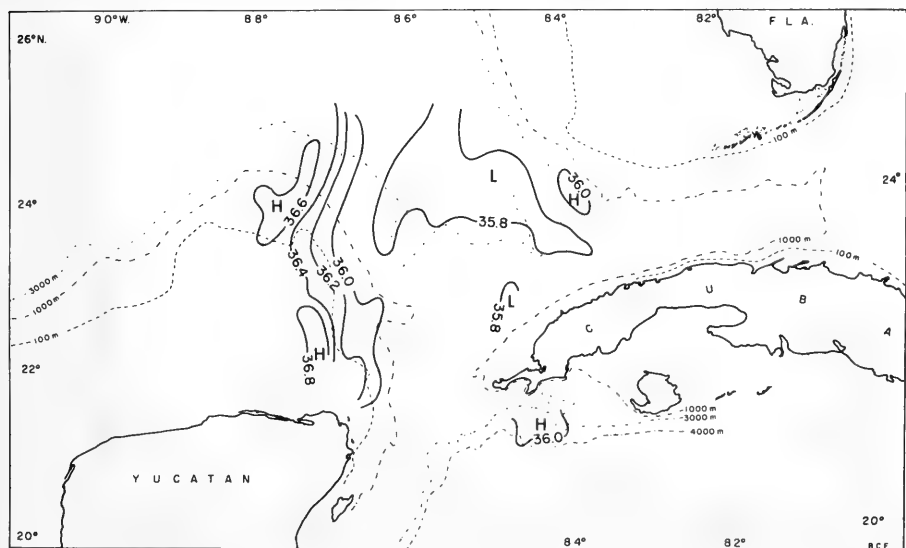 90°W. 88° 86° 84° 82°
26°N. F L A.
100 m
24° H 36.6 L 36.0 H 24°
36.4 36.2 36.0 35.8
3000 m 1000 m 100 m
1000 m
100 m
L
35.8
C U B A
22° 36.8 H
1000 m
3000 m
4000 m
H
36.0
YUCATAN
20° 84° 82° 20°
B.C.F.